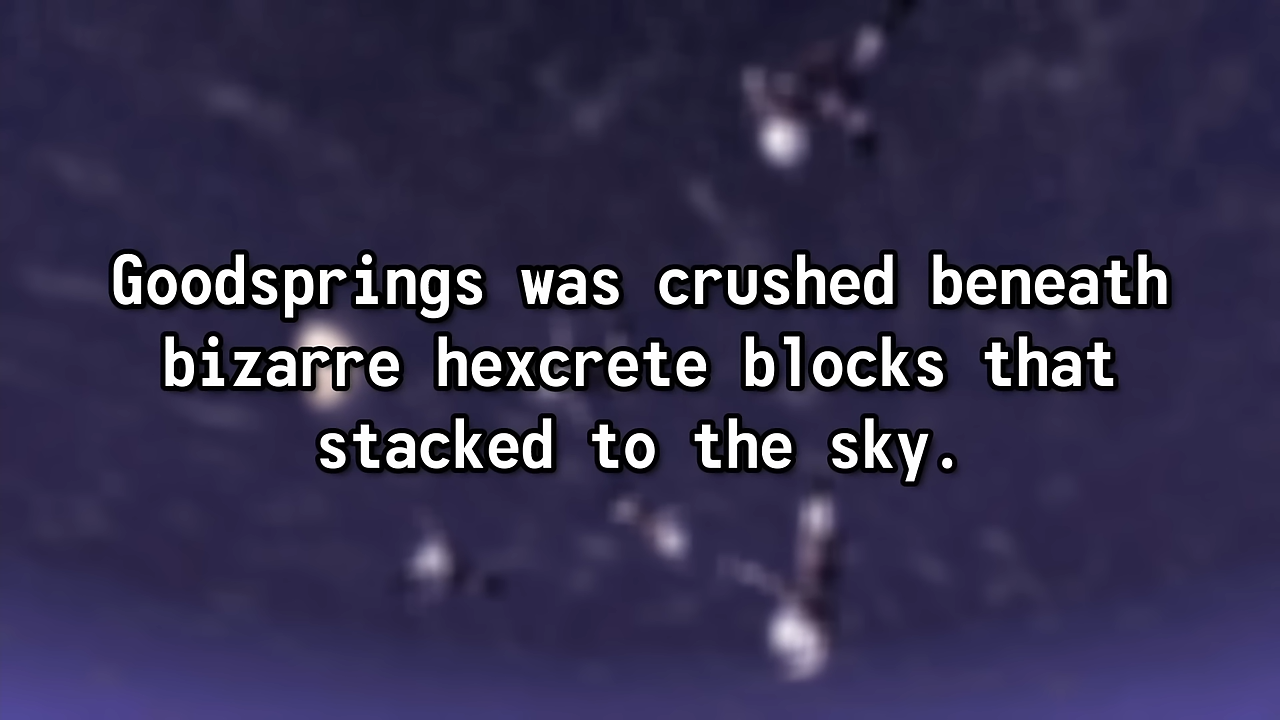 Goodsprings was crushed beneath
bizarre hexcrete blocks that
stacked to the sky.